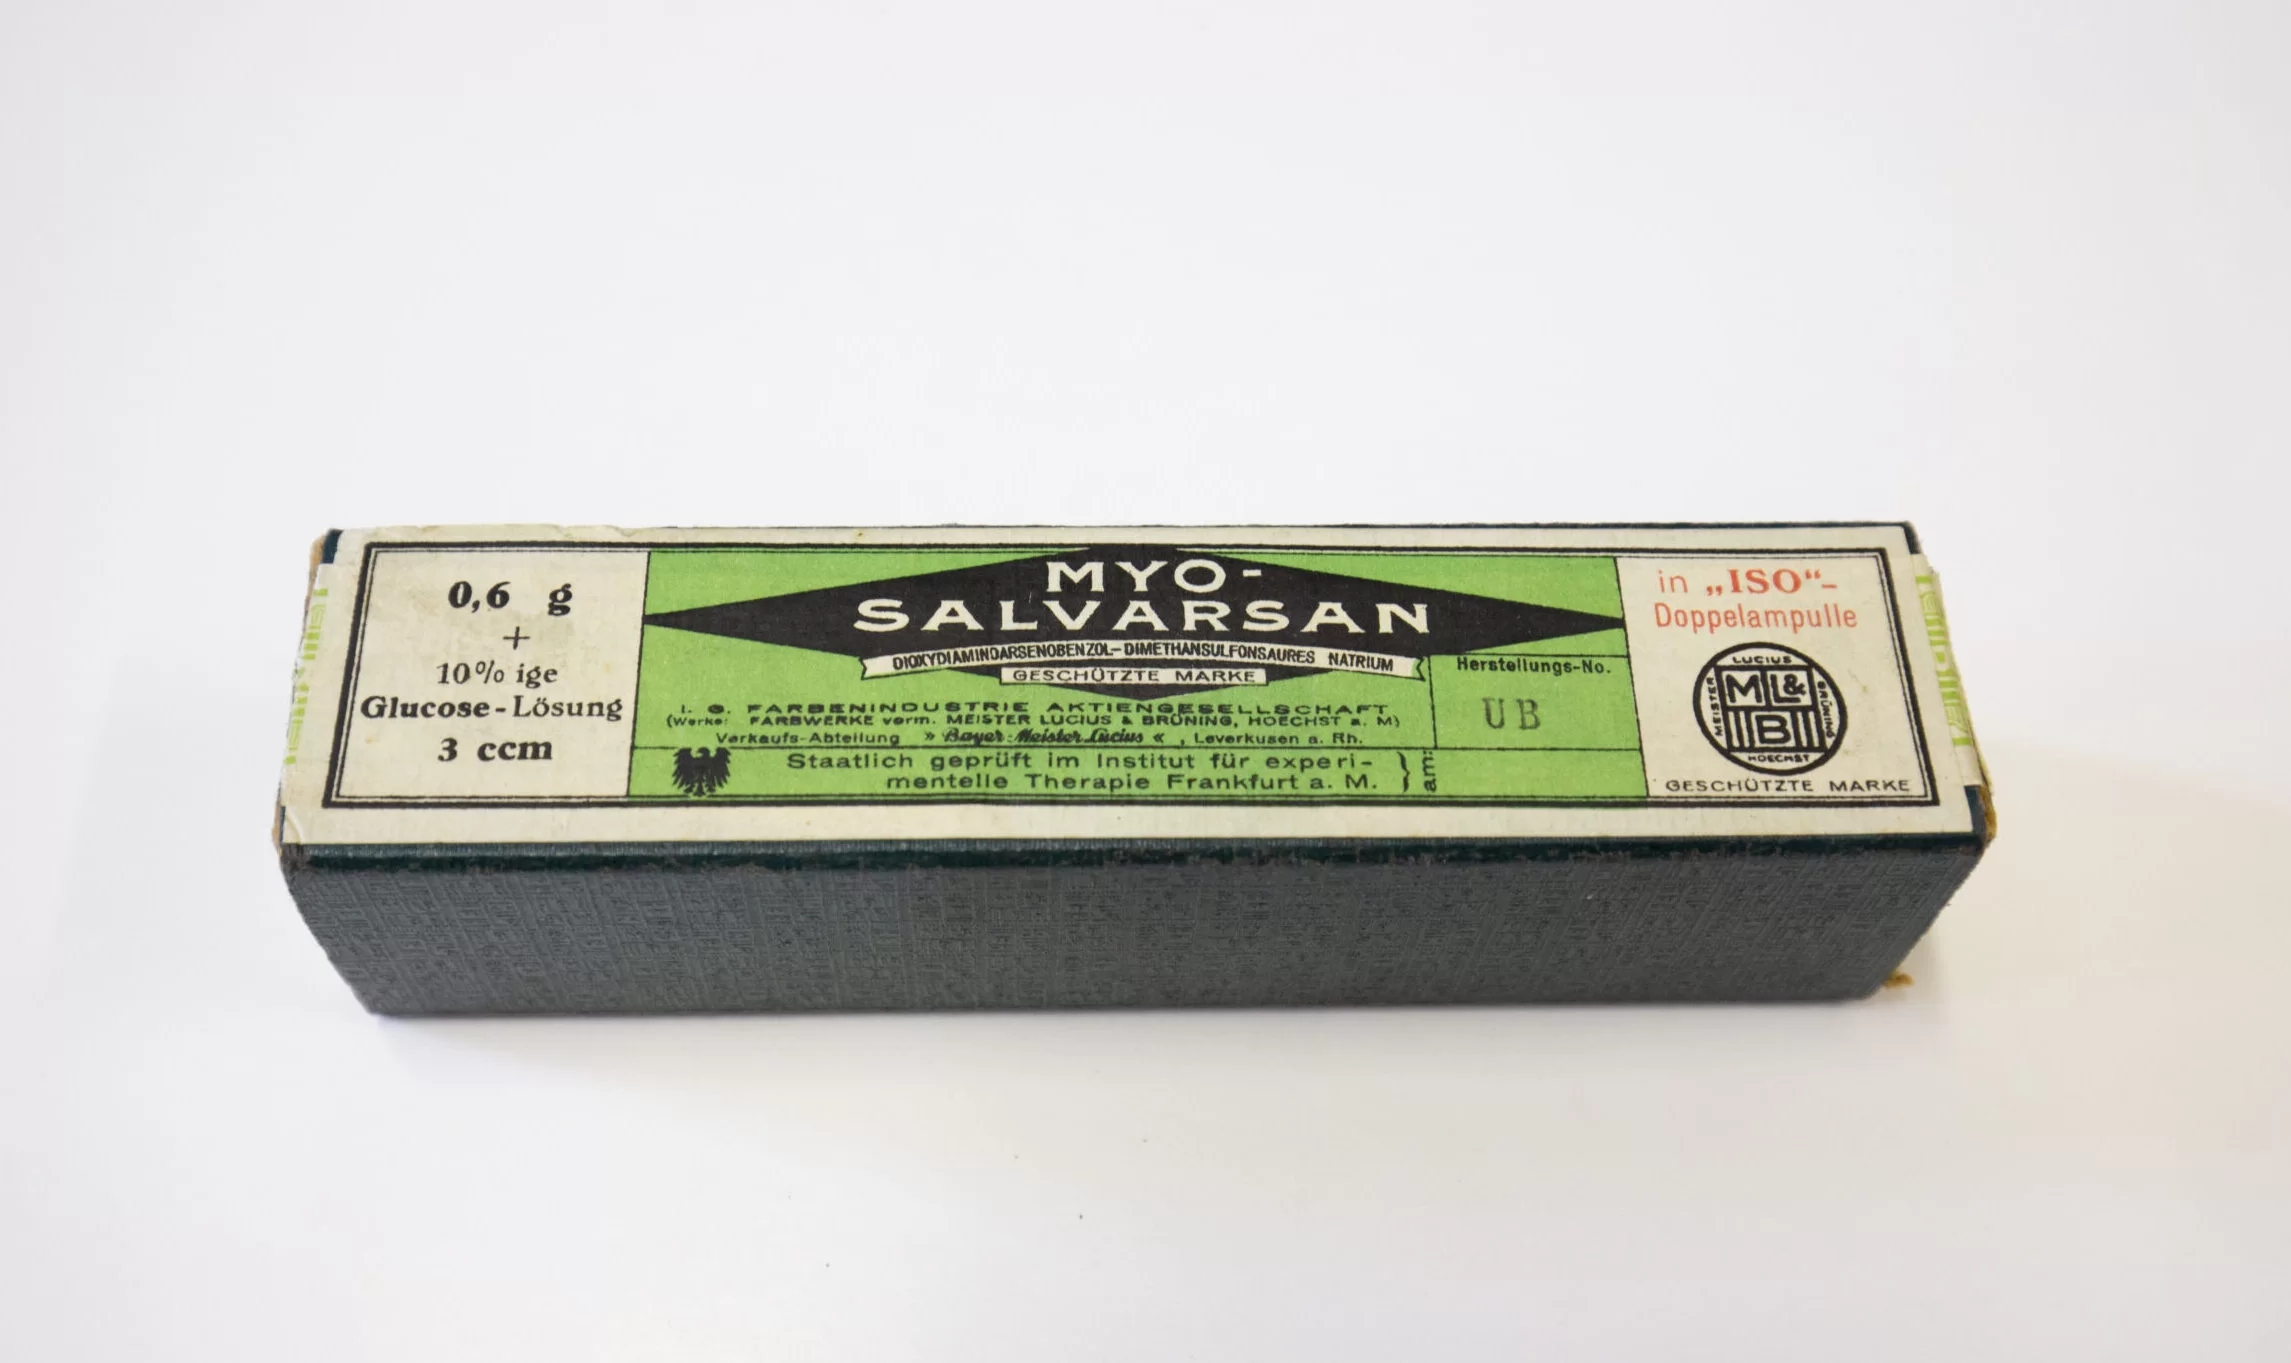 0,6 g
+
10% ige
Glucose-Lösung
3 ccm
MYO-
SALVARSAN
DIOXYDIAMINOARSENOBENZOL-DIMETHANSULFONSAURES NATRIUM
GESCHÜTZTE MARKE
I. G. FARBENINDUSTRIE AKTIENGESELLSCHAFT
(Werke: FARBWERKE vorm. MEISTER LUCIUS & BRÜNING, HOECHST a. M)
Verkaufs-Abteilung » Bayer-Meister Lucius « , Leverkusen a. Rh.
Staatlich geprüft im Institut für experi-
mentelle Therapie Frankfurt a. M.
am:
Herstellungs-No.
UB
in „ISO“-
Doppelampulle
LUCIUS
MEISTER
ML&
B
BRÜNING
HOECHST
GESCHÜTZTE MARKE